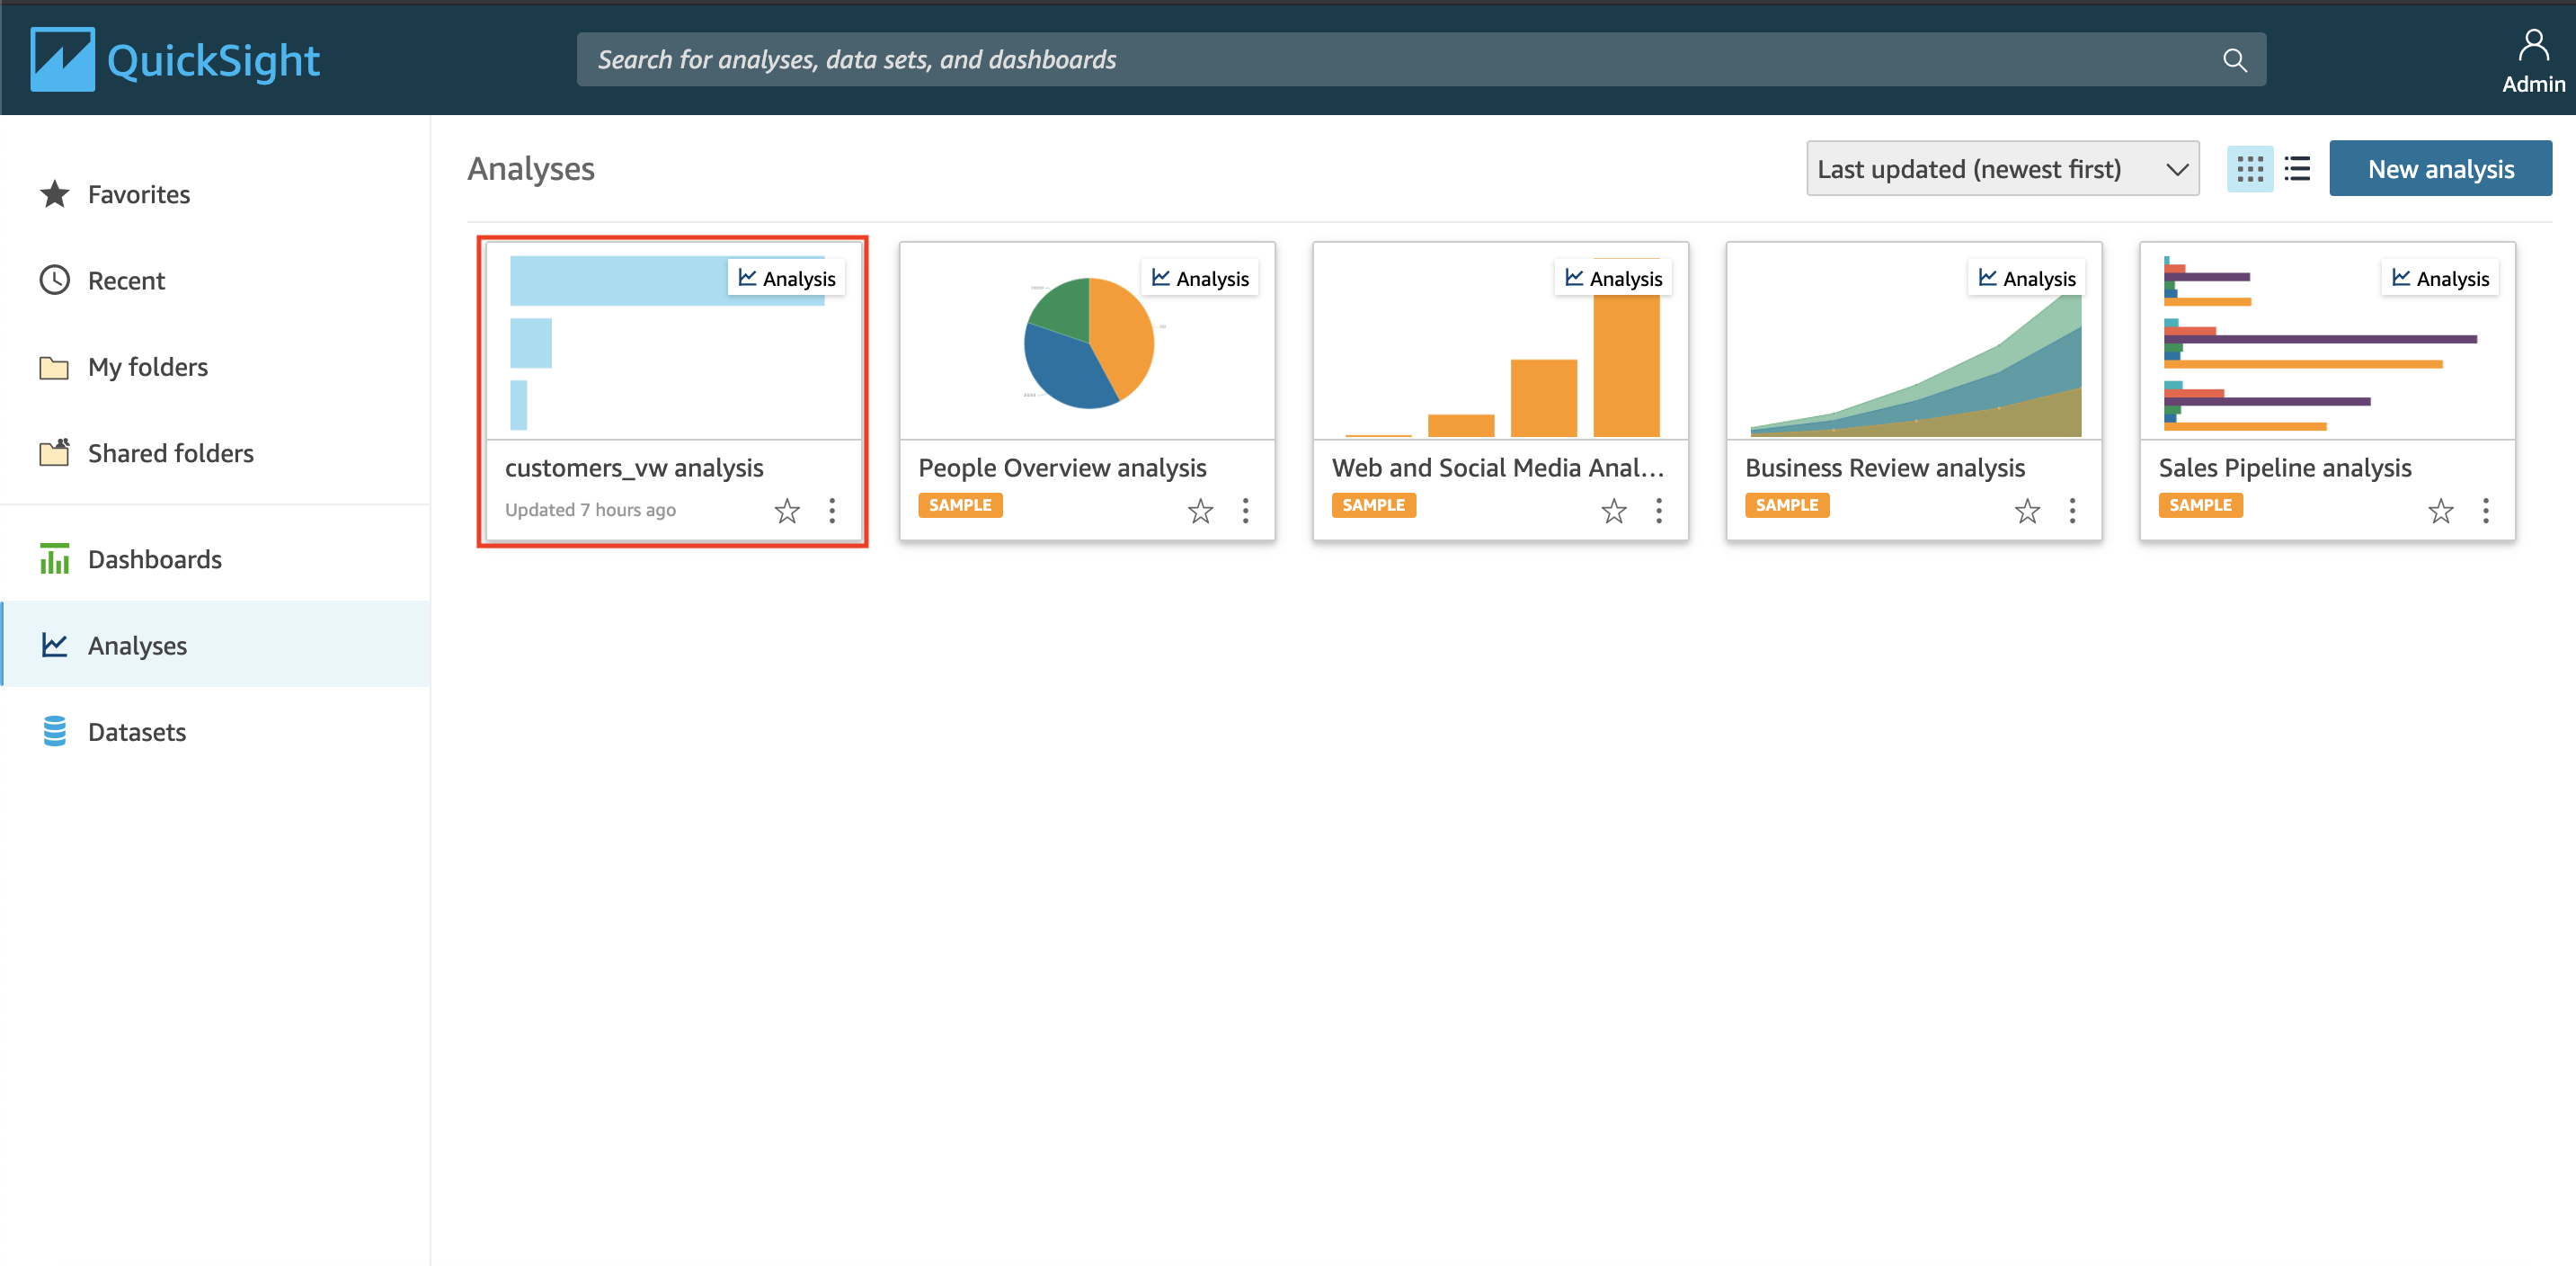 QuickSight
Search for analyses, data sets, and dashboards
Admin
Favorites
Recent
My folders
Shared folders
Dashboards
Analyses
Datasets
Analyses
Last updated (newest first)
New analysis
Analysis
customers_vw analysis
Updated 7 hours ago
Analysis
People Overview analysis
SAMPLE
Analysis
Web and Social Media Anal...
SAMPLE
Analysis
Business Review analysis
SAMPLE
Analysis
Sales Pipeline analysis
SAMPLE